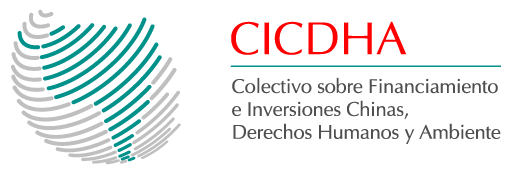 CICDHA
Colectivo sobre Financiamiento
e Inversiones Chinas,
Derechos Humanos y Ambiente